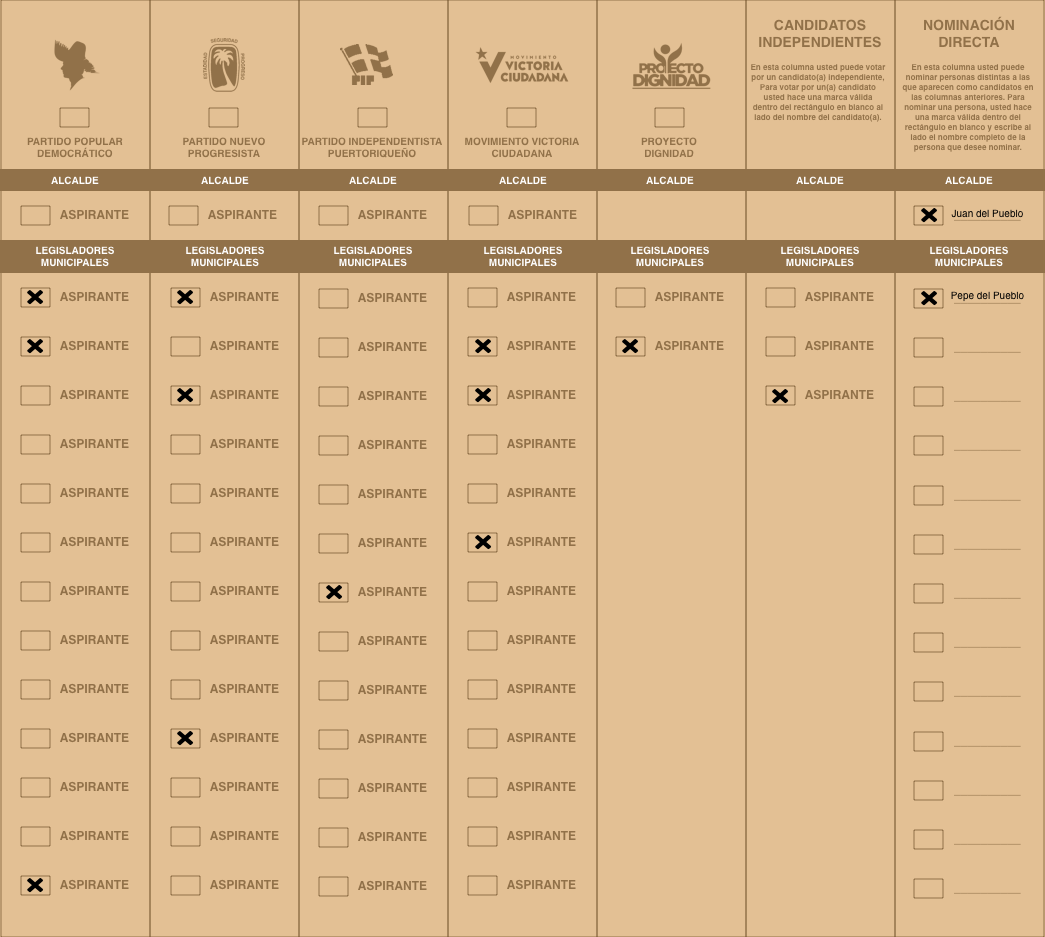 SEGURIDAD
ESTADIDAD
PROGRESO
PIP
MOVIMIENTO
VICTORIA
CIUDADANA
PROYECTO
DIGNIDAD
PARTIDO POPULAR
DEMOCRÁTICO
PARTIDO NUEVO
PROGRESISTA
PARTIDO INDEPENDENTISTA
PUERTORIQUEÑO
MOVIMIENTO VICTORIA
CIUDADANA
PROYECTO
DIGNIDAD
CANDIDATOS
INDEPENDIENTES
En esta columna usted puede votar
por un candidato(a) independiente,
Para votar por un(a) candidato
usted hace una marca válida
dentro del rectángulo en blanco al
lado del nombre del candidato(a).
NOMINACIÓN
DIRECTA
En esta columna usted puede
nominar personas distintas a las
que aparecen como candidatos en
las columnas anteriores. Para
nominar una persona, usted hace
una marca válida dentro del
rectángulo en blanco y escribe al
lado el nombre completo de la
persona que desee nominar.
ALCALDE ALCALDE ALCALDE ALCALDE ALCALDE ALCALDE ALCALDE
ASPIRANTE ASPIRANTE ASPIRANTE ASPIRANTE Juan del Pueblo
LEGISLADORES LEGISLADORES LEGISLADORES LEGISLADORES LEGISLADORES LEGISLADORES LEGISLADORES
MUNICIPALES MUNICIPALES MUNICIPALES MUNICIPALES MUNICIPALES MUNICIPALES MUNICIPALES
ASPIRANTE ASPIRANTE ASPIRANTE ASPIRANTE ASPIRANTE ASPIRANTE Pepe del Pueblo
ASPIRANTE ASPIRANTE ASPIRANTE ASPIRANTE ASPIRANTE ASPIRANTE
ASPIRANTE ASPIRANTE ASPIRANTE ASPIRANTE ASPIRANTE
ASPIRANTE ASPIRANTE ASPIRANTE ASPIRANTE
ASPIRANTE ASPIRANTE ASPIRANTE ASPIRANTE
ASPIRANTE ASPIRANTE ASPIRANTE ASPIRANTE
ASPIRANTE ASPIRANTE ASPIRANTE ASPIRANTE
ASPIRANTE ASPIRANTE ASPIRANTE ASPIRANTE
ASPIRANTE ASPIRANTE ASPIRANTE ASPIRANTE
ASPIRANTE ASPIRANTE ASPIRANTE ASPIRANTE
ASPIRANTE ASPIRANTE ASPIRANTE ASPIRANTE
ASPIRANTE ASPIRANTE ASPIRANTE ASPIRANTE
ASPIRANTE ASPIRANTE ASPIRANTE ASPIRANTE